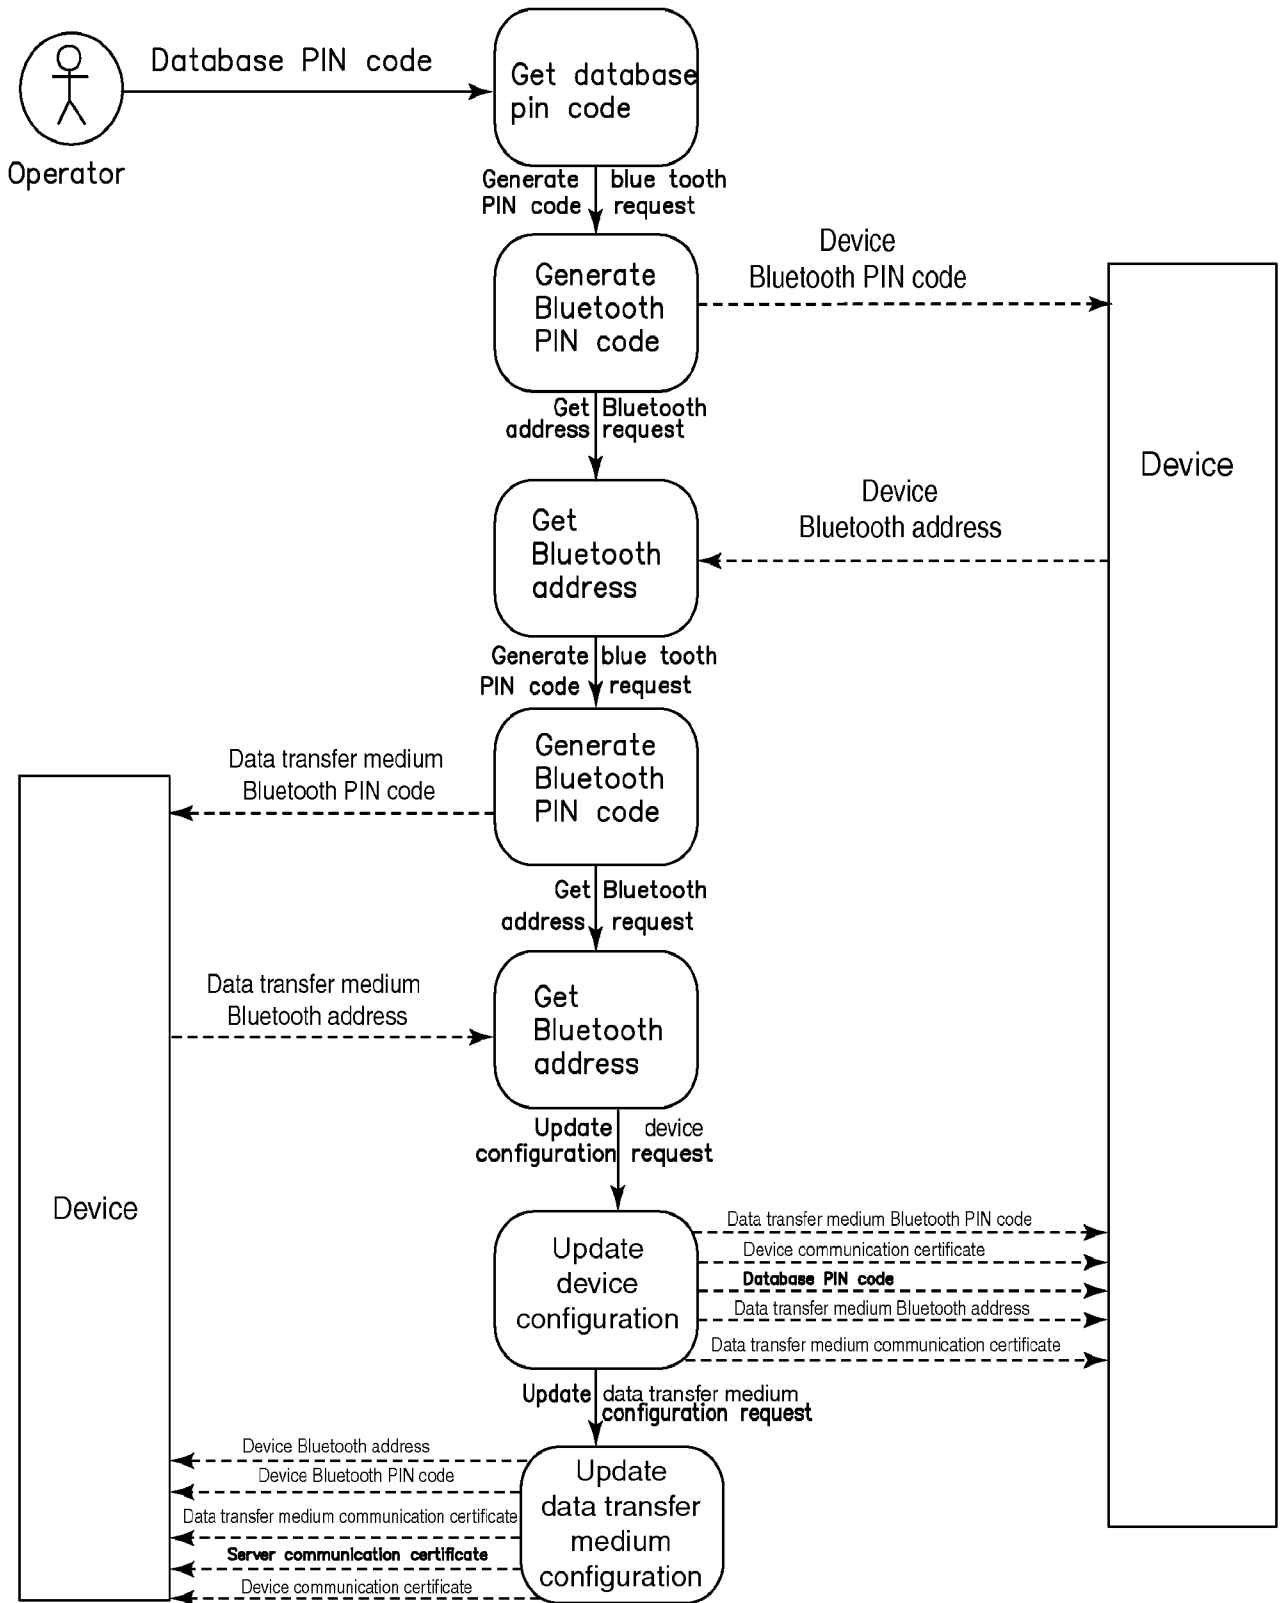 Database PIN code
Operator
Get database
pin code
Generate blue tooth
PIN code request
Generate
Bluetooth
PIN code
Device
Bluetooth PIN code
Get Bluetooth
address request
Device
Get
Bluetooth
address
Device
Bluetooth address
Generate blue tooth
PIN code request
Data transfer medium
Bluetooth PIN code
Generate
Bluetooth
PIN code
Get Bluetooth
address request
Data transfer medium
Bluetooth address
Get
Bluetooth
address
Update device
configuration request
Device
Update
device
configuration
Data transfer medium Bluetooth PIN code
Device communication certificate
Database PIN code
Data transfer medium Bluetooth address
Data transfer medium communication certificate
Update data transfer medium
configuration request
Device Bluetooth address
Device Bluetooth PIN code
Data transfer medium communication certificate
Server communication certificate
Device communication certificate
Update
data transfer
medium
configuration